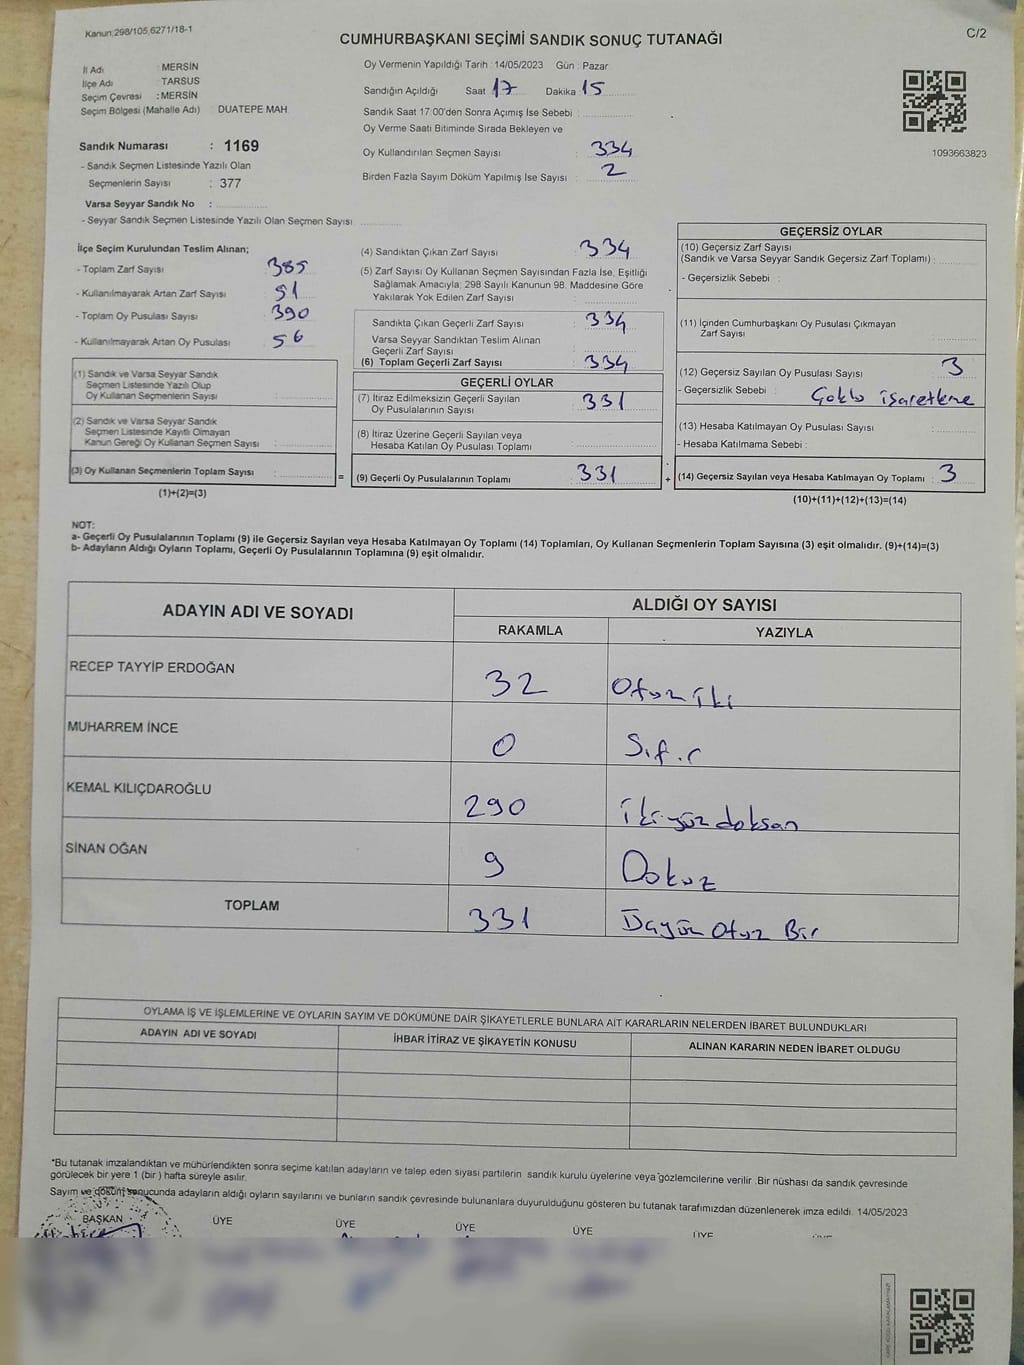 Kanun:298/105,6271/18-1
CUMHURBAŞKANI SEÇİMİ SANDIK SONUÇ TUTANAĞI
C/2
İl Adı : MERSİN
İlçe Adı : TARSUS
Seçim Çevresi : MERSİN
Seçim Bölgesi (Mahalle Adı) : DUATEPE MAH.
Oy Vermenin Yapıldığı Tarih : 14/05/2023 Gün : Pazar
Sandığın Açıldığı Saat 17 Dakika 15
Sandık Saat 17:00'den Sonra Açımış İse Sebebi :
Oy Verme Saati Bitiminde Sırada Bekleyen ve
Oy Kullandırılan Seçmen Sayısı : 334
Birden Fazla Sayım Döküm Yapılmış İse Sayısı : 2
1093663823
Sandık Numarası : 1169
- Sandık Seçmen Listesinde Yazılı Olan
Seçmenlerin Sayısı : 377
Varsa Seyyar Sandık No :
- Seyyar Sandık Seçmen Listesinde Yazılı Olan Seçmen Sayısı
İlçe Seçim Kurulundan Teslim Alınan;
- Toplam Zarf Sayısı 385
- Kullanılmayarak Artan Zarf Sayısı 51
- Toplam Oy Pusulası Sayısı 390
- Kullanılmayarak Artan Oy Pusulası 56
(1) Sandık ve Varsa Seyyar Sandık
Seçmen Listesinde Yazılı Olup
Oy Kullanan Seçmenlerin Sayısı :
(2) Sandık ve Varsa Seyyar Sandık
Seçmen Listesinde Kayıtlı Olmayan
Kanun Gereği Oy Kullanan Seçmen Sayısı :
(3) Oy Kullanan Seçmenlerin Toplam Sayısı :
(1)+(2)=(3)
=
(4) Sandıktan Çıkan Zarf Sayısı : 334
(5) Zarf Sayısı Oy Kullanan Seçmen Sayısından Fazla İse, Eşitliği
Sağlamak Amacıyla; 298 Sayılı Kanunun 98. Maddesine Göre
Yakılarak Yok Edilen Zarf Sayısı :
Sandıkta Çıkan Geçerli Zarf Sayısı : 334
Varsa Seyyar Sandıktan Teslim Alınan
Geçerli Zarf Sayısı :
(6) Toplam Geçerli Zarf Sayısı : 334
GEÇERLİ OYLAR
(7) İtiraz Edilmeksizin Geçerli Sayılan
Oy Pusulalarının Sayısı : 331
(8) İtiraz Üzerine Geçerli Sayılan veya
Hesaba Katılan Oy Pusulası Toplamı :
(9) Geçerli Oy Pusulalarının Toplamı : 331
+
GEÇERSİZ OYLAR
(10) Geçersiz Zarf Sayısı
(Sandık ve Varsa Seyyar Sandık Geçersiz Zarf Toplamı) :
- Geçersizlik Sebebi :
(11) İçinden Cumhurbaşkanı Oy Pusulası Çıkmayan
Zarf Sayısı :
(12) Geçersiz Sayılan Oy Pusulası Sayısı : 3
- Geçersizlik Sebebi : Çoklu işaretleme
(13) Hesaba Katılmayan Oy Pusulası Sayısı :
- Hesaba Katılmama Sebebi :
(14) Geçersiz Sayılan veya Hesaba Katılmayan Oy Toplamı : 3
(10)+(11)+(12)+(13)=(14)
NOT:
a- Geçerli Oy Pusulalarının Toplamı (9) ile Geçersiz Sayılan veya Hesaba Katılmayan Oy Toplamı (14) Toplamları, Oy Kullanan Seçmenlerin Toplam Sayısına (3) eşit olmalıdır. (9)+(14)=(3)
b- Adayların Aldığı Oyların Toplamı, Geçerli Oy Pusulalarının Toplamına (9) eşit olmalıdır.
ADAYIN ADI VE SOYADI
ALDIĞI OY SAYISI
RAKAMLA YAZIYLA
RECEP TAYYİP ERDOĞAN 32 Otuz iki
MUHARREM İNCE 0 Sıfır
KEMAL KILIÇDAROĞLU 290 ikiyüz doksan
SİNAN OĞAN 9 Dokuz
TOPLAM 331 Üçyüz Otuz Bir
OYLAMA İŞ VE İŞLEMLERİNE VE OYLARIN SAYIM VE DÖKÜMÜNE DAİR ŞİKAYETLERLE BUNLARA AİT KARARLARIN NELERDEN İBARET BULUNDUKLARI
ADAYIN ADI VE SOYADI İHBAR İTİRAZ VE ŞİKAYETİN KONUSU ALINAN KARARIN NEDEN İBARET OLDUĞU
*Bu tutanak imzalandıktan ve mühürlendikten sonra seçime katılan adayların ve talep eden siyasi partilerin sandık kurulu üyelerine veya gözlemcilerine verilir .Bir nüshası da sandık çevresinde
görülecek bir yere 1 (bir ) hafta süreyle asılır.
Sayım ve döküm sonucunda adayların aldığı oyların sayılarını ve bunların sandık çevresinde bulunanlara duyurulduğunu gösteren bu tutanak tarafımızdan düzenlenerek imza edildi. 14/05/2023
BAŞKAN ÜYE ÜYE ÜYE ÜYE ÜYE